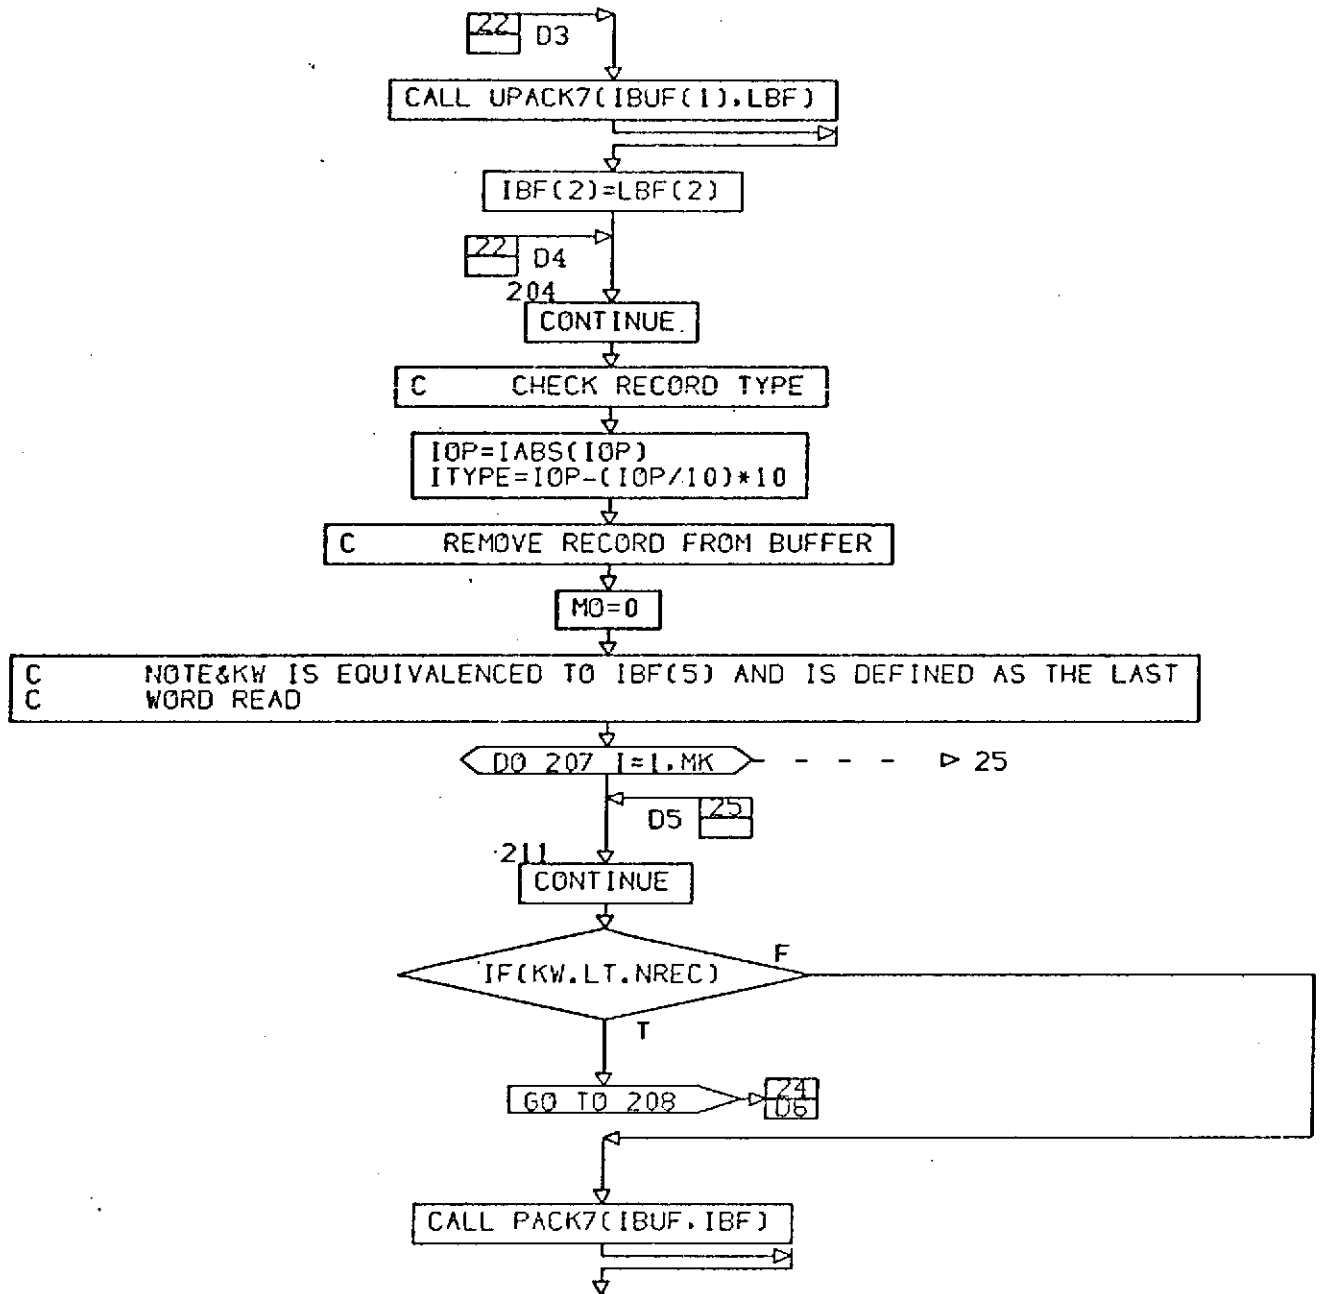 22
D3
CALL UPACK7(IBUF(1),LBF)
IBF(2)=LBF(2)
22
D4
204
CONTINUE
C CHECK RECORD TYPE
IOP=IABS(IOP)
ITYPE=IOP-(IOP/10)*10
C REMOVE RECORD FROM BUFFER
MO=0
C NOTE&KW IS EQUIVALENCED TO IBF(5) AND IS DEFINED AS THE LAST
C WORD READ
DO 207 I=1,MK
25
25
D5
211
CONTINUE
IF(KW.LT.NREC)
F
T
GO TO 208
24
D6
CALL PACK7(IBUF,IBF)